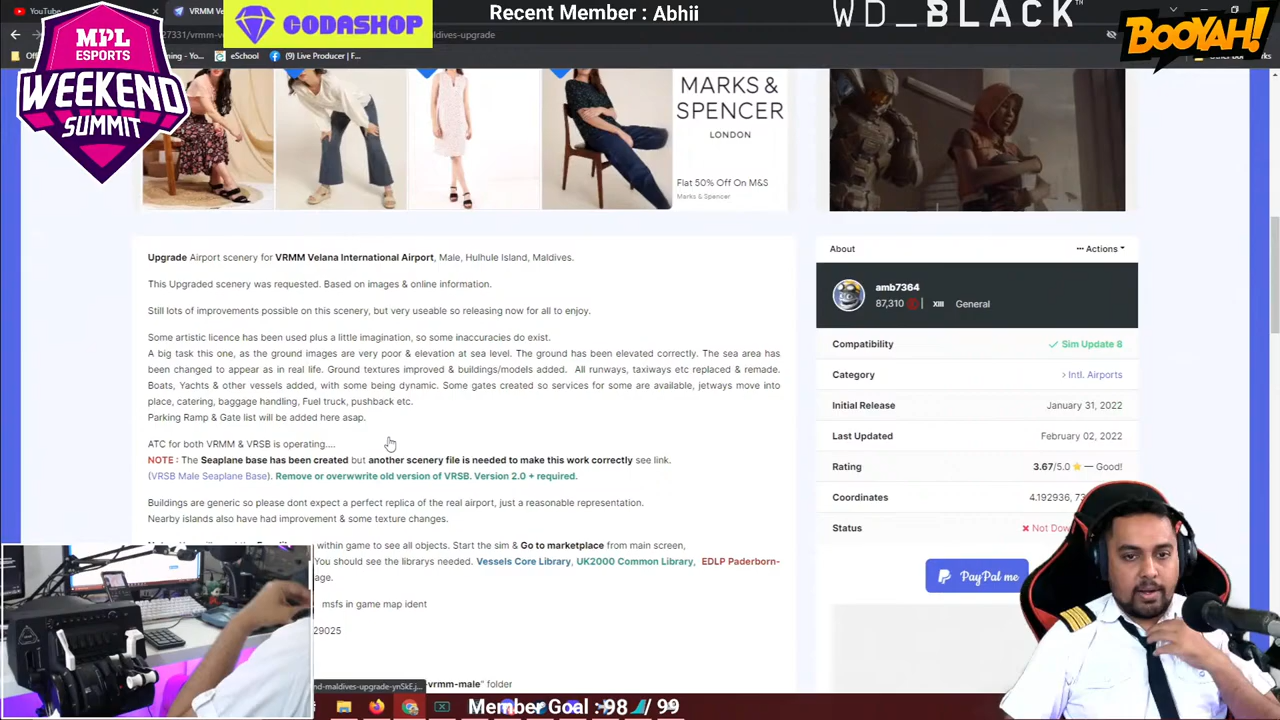 YouTube
VRMM Ve
CODASHOP
Recent Member : Abhii
WD_BLACK™
BOOYAH!
MPL
ESPORTS
WEEKEND
SUMMIT
eSchool
(9) Live Producer | F...
MARKS &
SPENCER
LONDON
Flat 50% Off On M&S
Marks & Spencer
Upgrade Airport scenery for VRMM Velana International Airport, Male, Hulhule Island, Maldives.
This Upgraded scenery was requested. Based on images & online information.
Still lots of improvements possible on this scenery, but very useable so releasing now for all to enjoy.
Some artistic licence has been used plus a little imagination, so some inaccuracies do exist.
A big task this one, as the ground images are very poor & elevation at sea level. The ground has been elevated correctly. The sea area has
been changed to appear as in real life. Ground textures improved & buildings/models added. All runways, taxiways etc replaced & remade.
Boats, Yachts & other vessels added, with some being dynamic. Some gates created so services for some are available, jetways move into
place, catering, baggage handling, Fuel truck, pushback etc.
Parking Ramp & Gate list will be added here asap.
ATC for both VRMM & VRSB is operating....
NOTE : The Seaplane base has been created but another scenery file is needed to make this work correctly see link.
(VRSB Male Seaplane Base). Remove or overwwrite old version of VRSB. Version 2.0 + required.
Buildings are generic so please dont expect a perfect replica of the real airport, just a reasonable representation.
Nearby islands also have had improvement & some texture changes.
within game to see all objects. Start the sim & Go to marketplace from main screen,
You should see the librarys needed. Vessels Core Library, UK2000 Common Library, EDLP Paderborn-
age.
msfs in game map ident
29025
-vrmm-male" folder
About
••• Actions
amb7364
87,310
XIII
General
Compatibility
Sim Update 8
Category
› Intl. Airports
Initial Release
January 31, 2022
Last Updated
February 02, 2022
Rating
3.67/5.0 — Good!
Coordinates
4.192936, 73
Status
Not Dow
PayPal me
Member Goal : 98 / 99